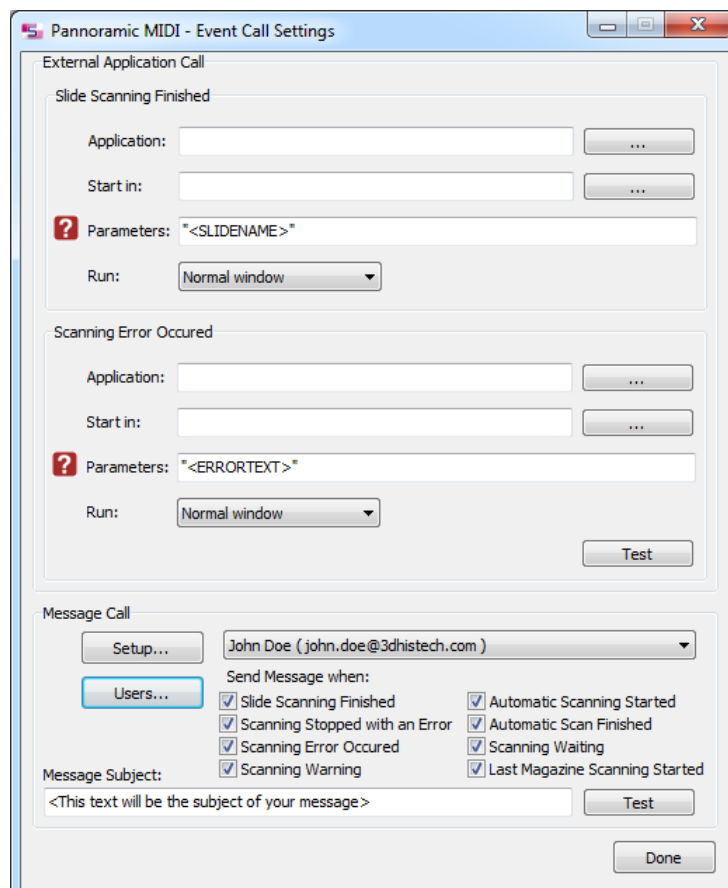 Pannoramic MIDI - Event Call Settings
External Application Call
Slide Scanning Finished
Application:
...
Start in:
...
? Parameters: "<SLIDENAME>"
Run: Normal window
Scanning Error Occured
Application:
...
Start in:
...
? Parameters: "<ERRORTEXT>"
Run: Normal window
Test
Message Call
Setup... John Doe ( john.doe@3dhistech.com )
Users... Send Message when:
Slide Scanning Finished Automatic Scanning Started
Scanning Stopped with an Error Automatic Scan Finished
Scanning Error Occured Scanning Waiting
Scanning Warning Last Magazine Scanning Started
Message Subject:
<This text will be the subject of your message> Test
Done